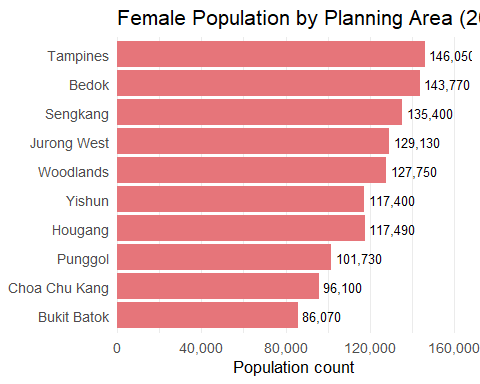 Female Population by Planning Area (20
Tampines 146,050
Bedok 143,770
Sengkang 135,400
Jurong West 129,130
Woodlands 127,750
Yishun 117,400
Hougang 117,490
Punggol 101,730
Choa Chu Kang 96,100
Bukit Batok 86,070
0 40,000 80,000 120,000 160,000
Population count